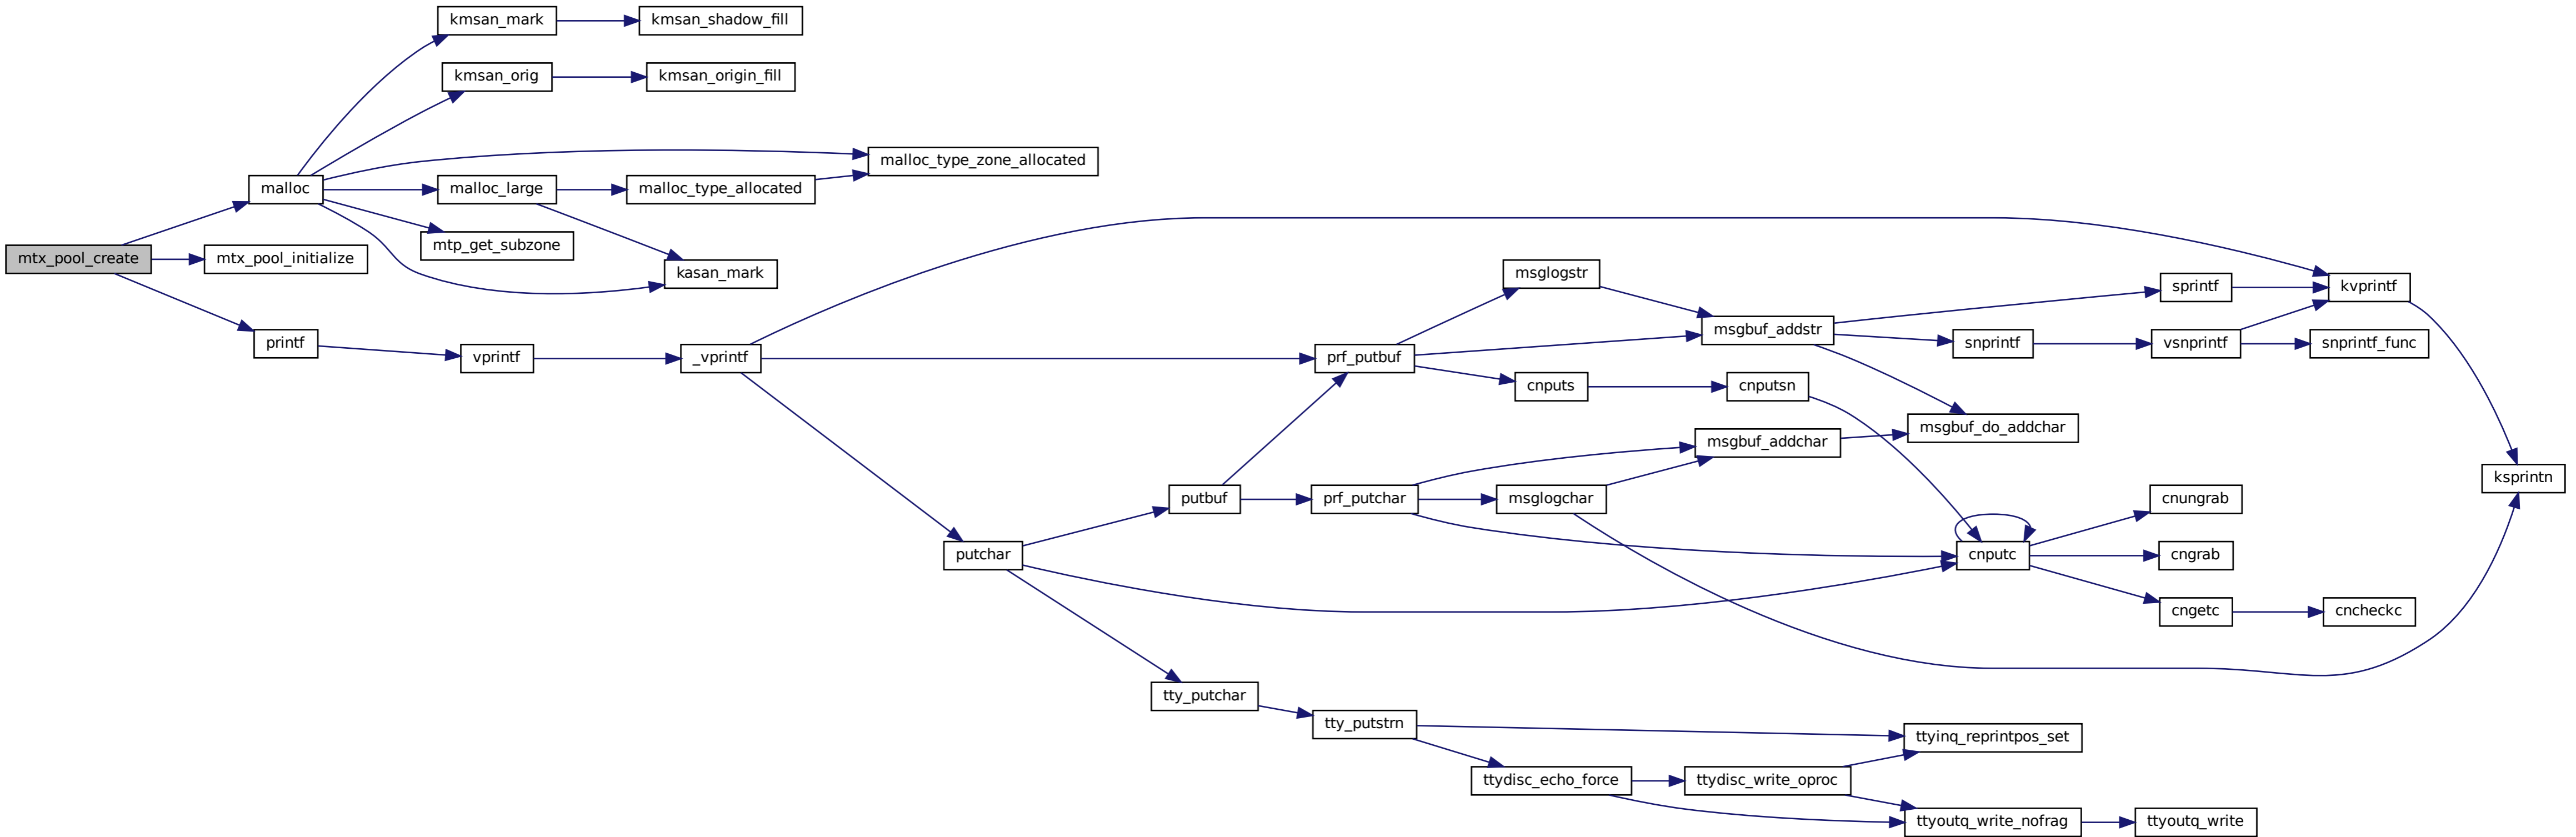 mtx_pool_create
malloc
mtx_pool_initialize
printf
kmsan_mark
kmsan_shadow_fill
kmsan_orig
kmsan_origin_fill
malloc_type_zone_allocated
malloc_large
malloc_type_allocated
mtp_get_subzone
kasan_mark
vprintf
_vprintf
kvprintf
ksprintn
prf_putbuf
msglogstr
msgbuf_addstr
sprintf
snprintf
vsnprintf
snprintf_func
cnputs
cnputsn
msgbuf_do_addchar
msgbuf_addchar
putchar
putbuf
prf_putchar
msglogchar
cnputc
cnungrab
cngrab
cngetc
cncheckc
tty_putchar
tty_putstrn
ttyinq_reprintpos_set
ttydisc_echo_force
ttydisc_write_oproc
ttyoutq_write_nofrag
ttyoutq_write